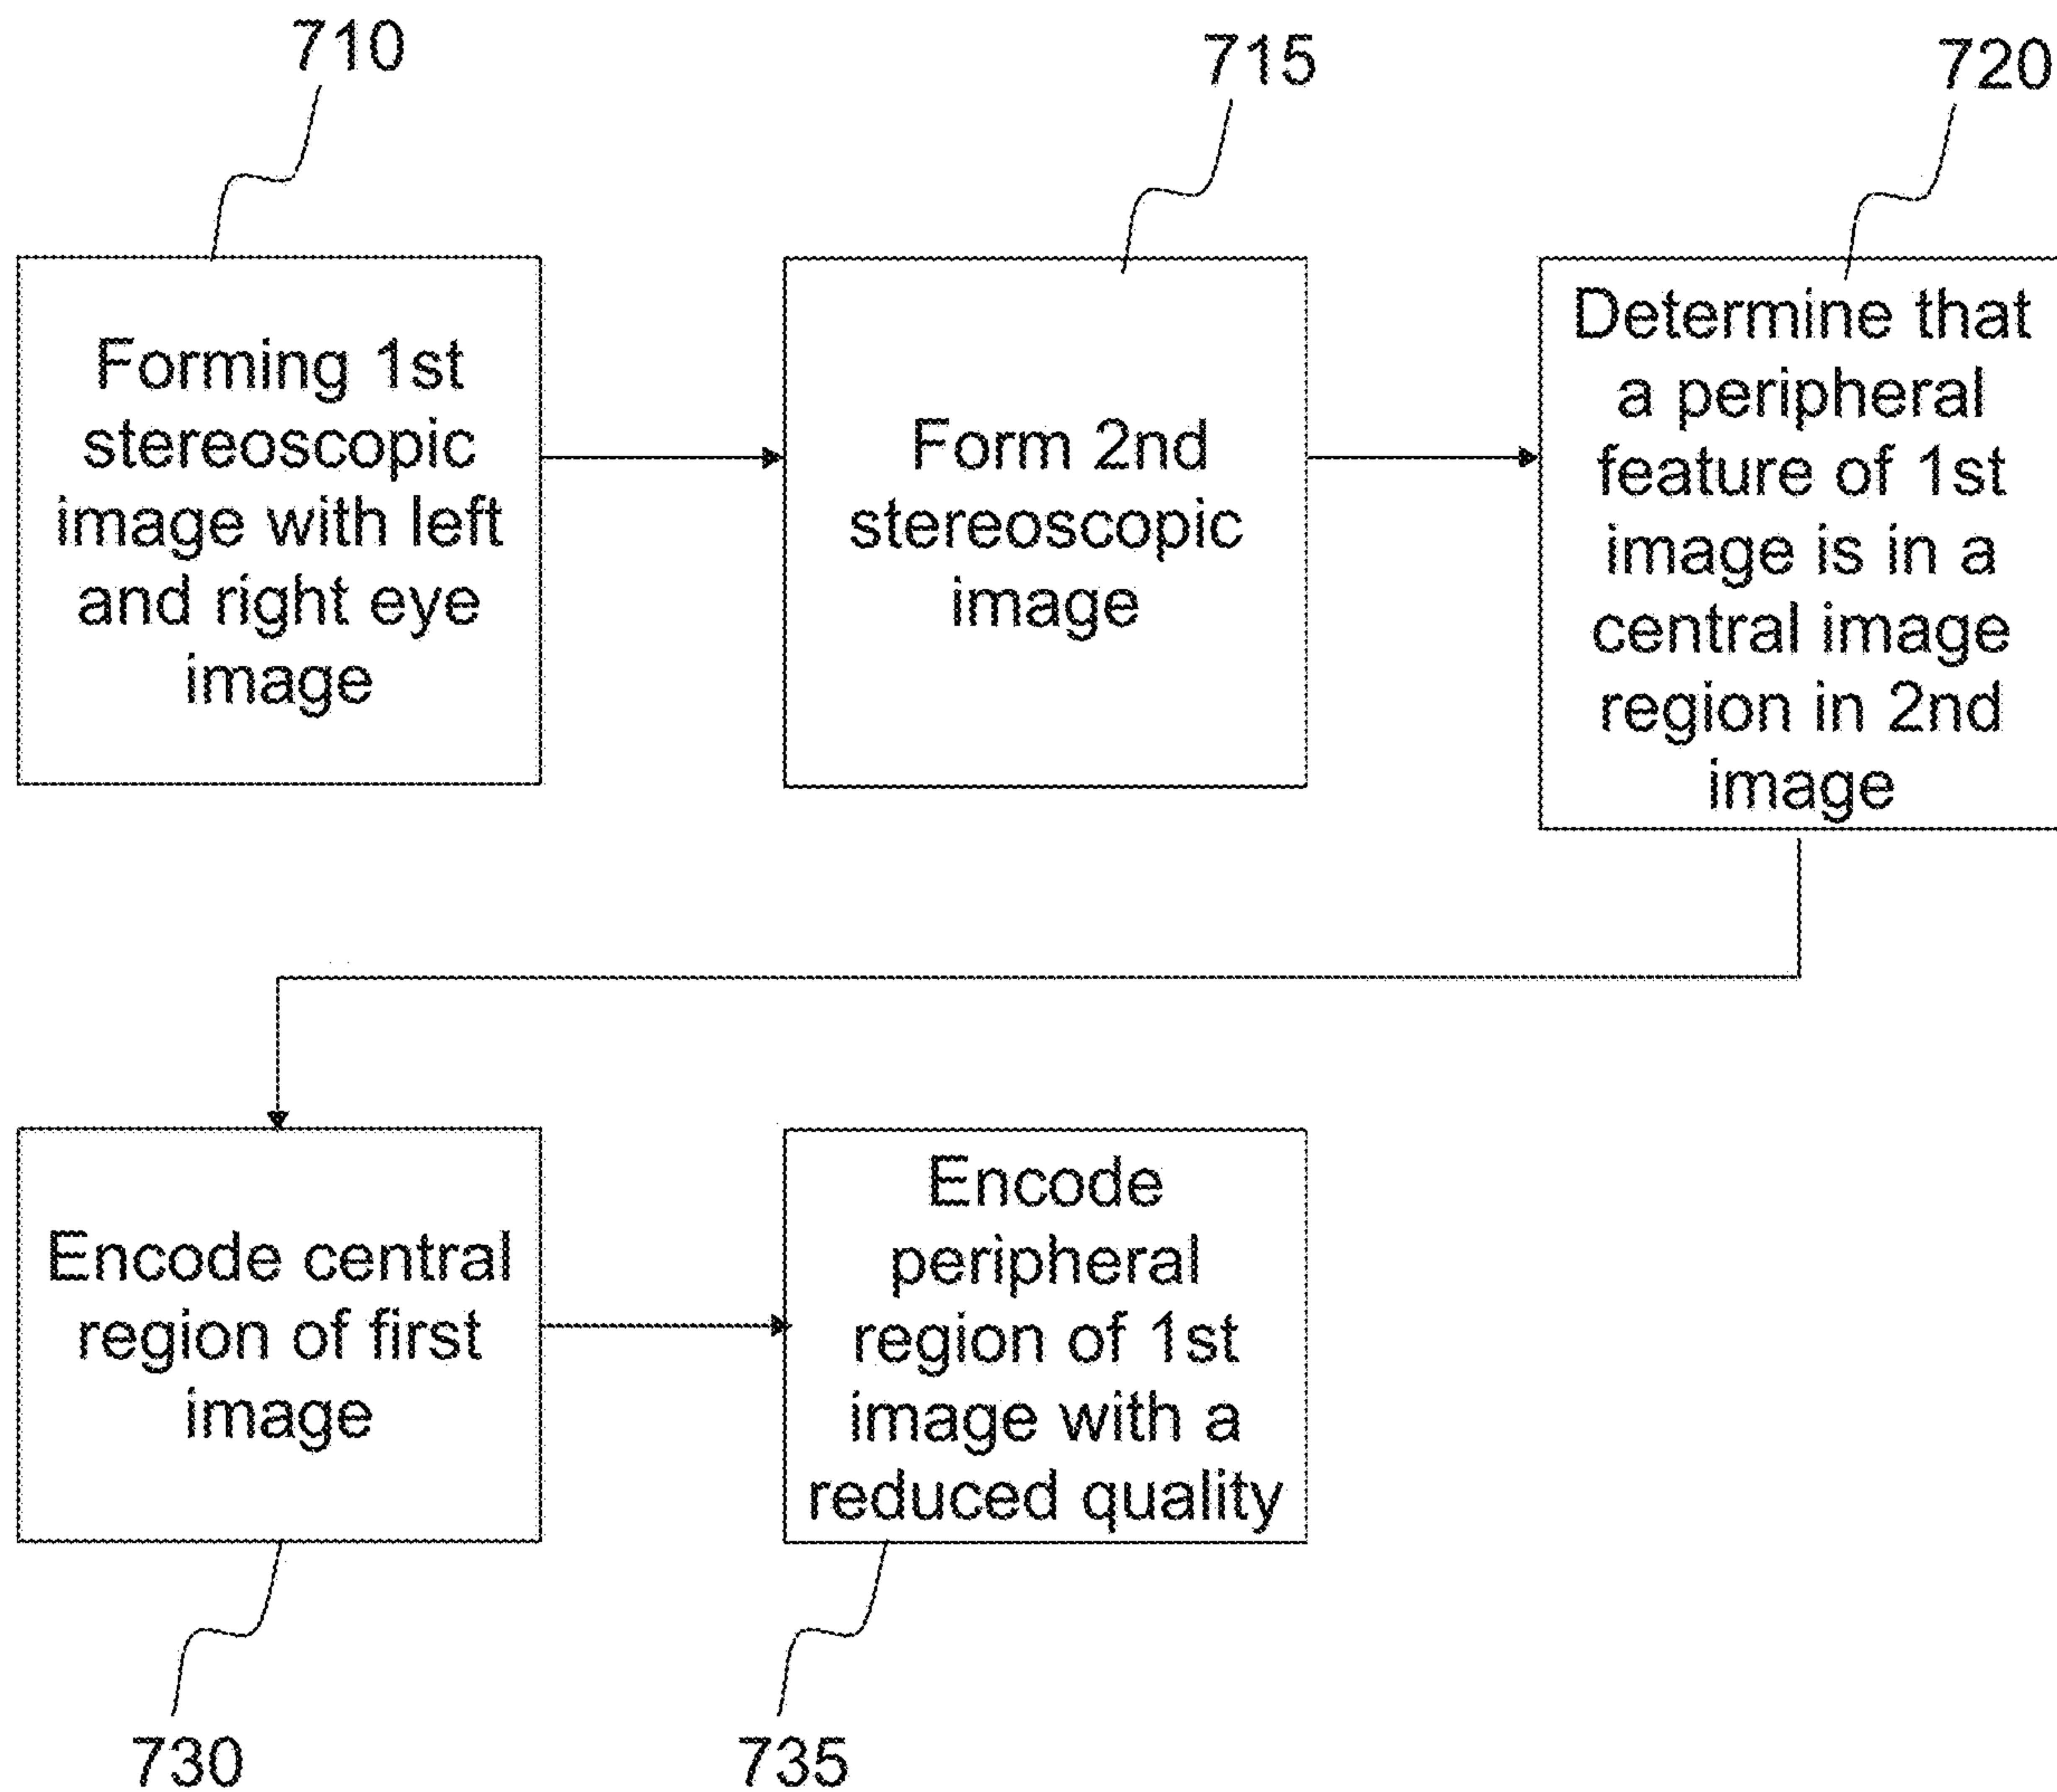 710
715
720
Forming 1st
stereoscopic
image with left
and right eye
image
Form 2nd
stereoscopic
image
Determine that
a peripheral
feature of 1st
image is in a
central image
region in 2nd
image
Encode central
region of first
image
Encode
peripheral
region of 1st
image with a
reduced quality
730
735